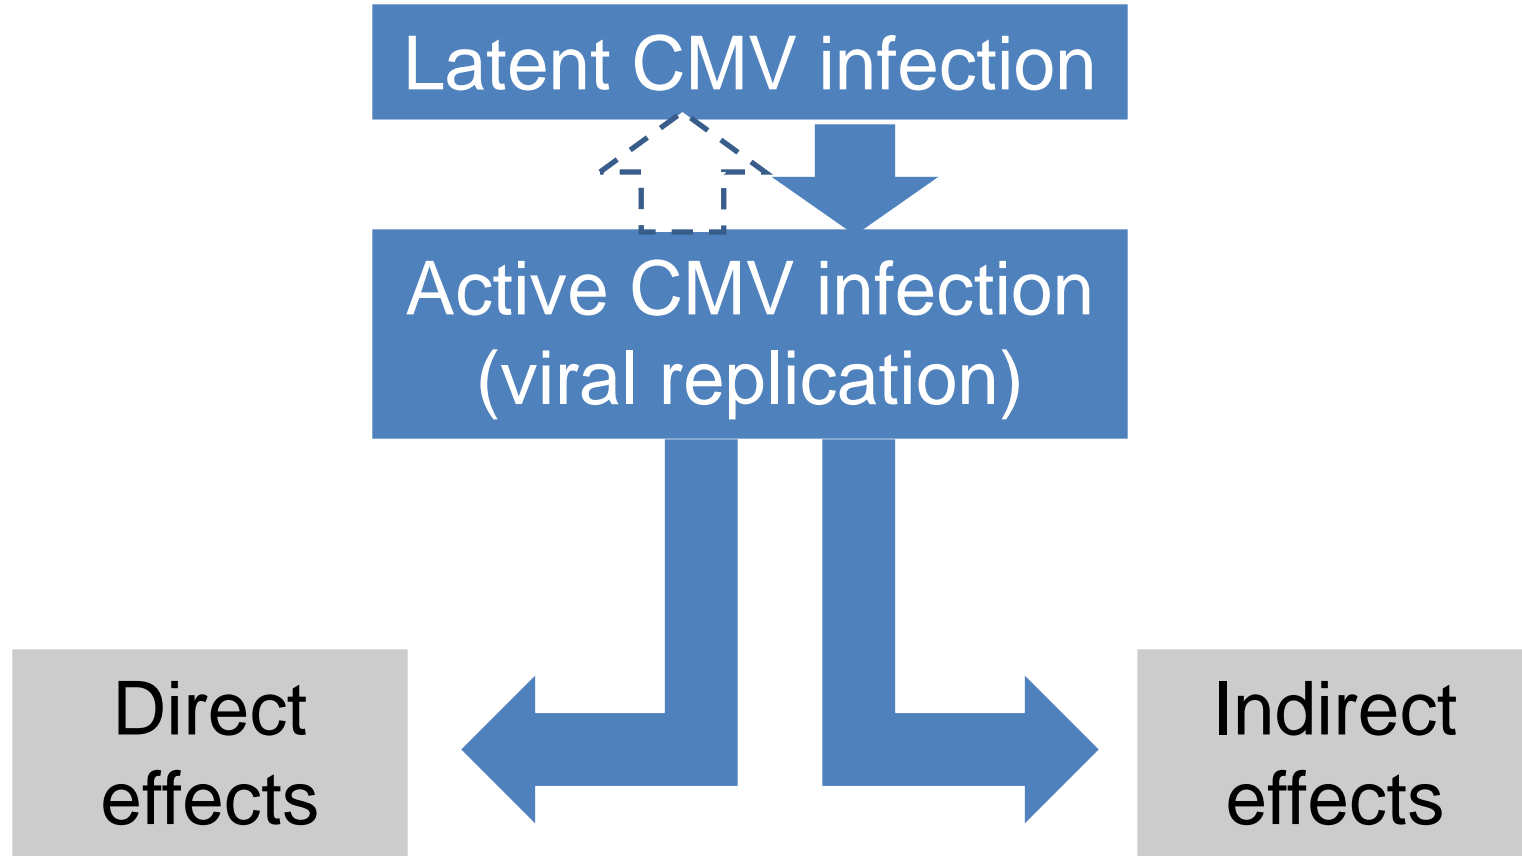 Latent CMV infection
Active CMV infection
(viral replication)
Direct
effects
Indirect
effects